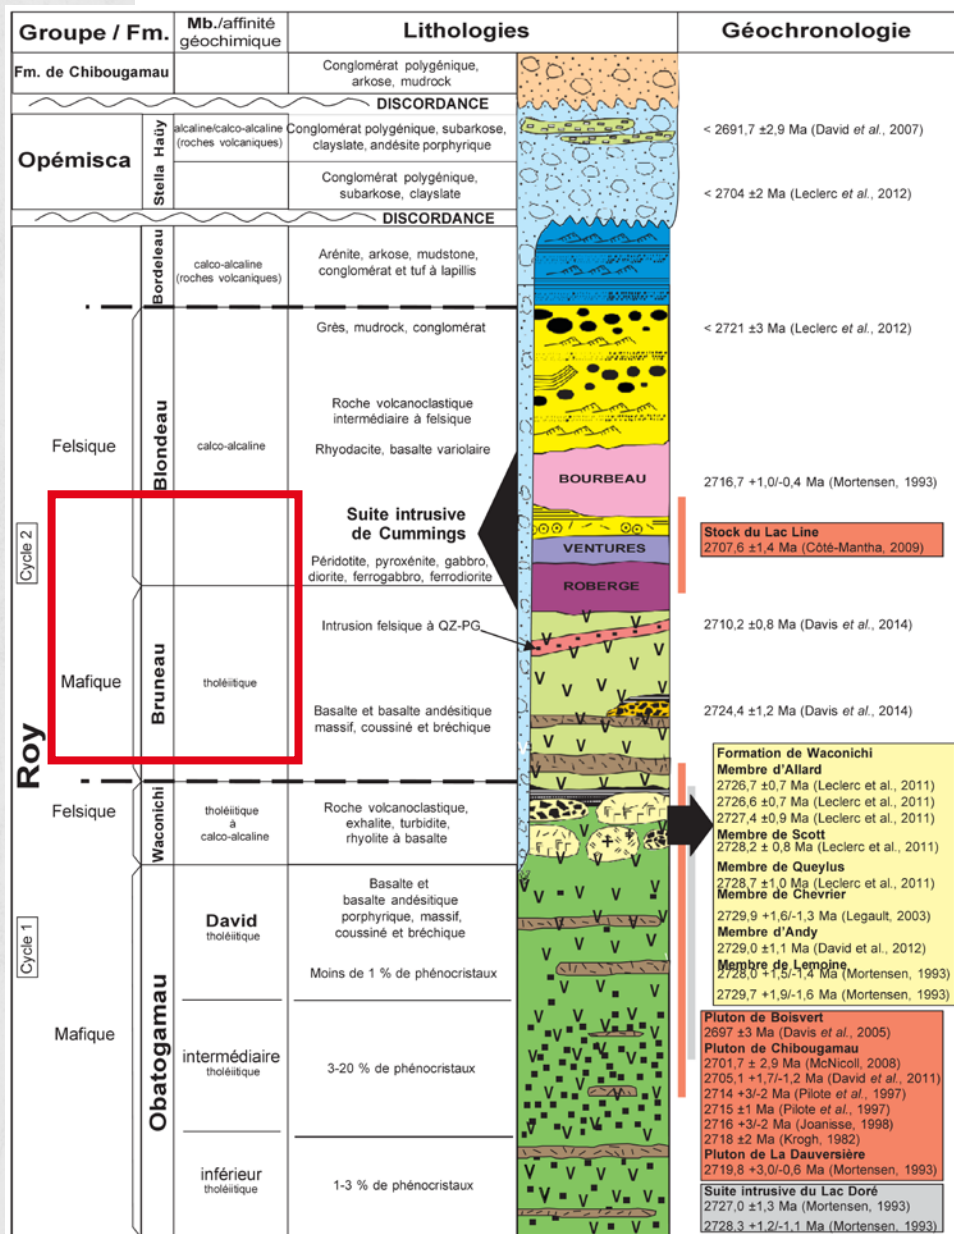 Groupe / Fm.
Mb./affinité
géochimique
Lithologies
Géochronologie
Fm. de Chibougamau
Conglomérat polygénique,
arkose, mudrock
DISCORDANCE
Opémisca
Stella Haüy
alcaline/calco-alcaline
(roches volcaniques)
Conglomérat polygénique, subarkose,
clayslate, andésite porphyrique
< 2691,7 ±2,9 Ma (David et al., 2007)
Conglomérat polygénique,
subarkose, clayslate
< 2704 ±2 Ma (Leclerc et al., 2012)
DISCORDANCE
Roy
Cycle 2
Bordeleau
calco-alcaline
(roches volcaniques)
Arénite, arkose, mudstone,
conglomérat et tuf à lapilli
Felsique
Blondeau
calco-alcaline
Grès, mudrock, conglomérat
< 2721 ±3 Ma (Leclerc et al., 2012)
Roche volcanoclastique
intermédiaire à felsique
Rhyodacite, basalte variolaire
BOURBEAU
2716,7 +1,0/-0,4 Ma (Mortensen, 1993)
Suite intrusive
de Cummings
VENTURES
Stock du Lac Line
2707,6 ±1,4 Ma (Côté-Mantha, 2009)
Péridotite, pyroxénite, gabbro,
diorite, ferrogabbro, ferrodiorite
ROBERGE
Mafique
Bruneau
tholéiitique
Intrusion felsique à QZ-PG
2710,2 ±0,8 Ma (Davis et al., 2014)
Basalte et basalte andésitique
massif, coussiné et bréchique
2724,4 ±1,2 Ma (Davis et al., 2014)
Cycle 1
Felsique
Waconichi
tholéiitique
à
calco-alcaline
Roche volcanoclastique,
exhalite, turbidite,
rhyolite à basalte
Formation de Waconichi
Membre d'Allard
2726,7 ±0,7 Ma (Leclerc et al., 2011)
2726,6 ±0,7 Ma (Leclerc et al., 2011)
2727,4 ±0,9 Ma (Leclerc et al., 2011)
Membre de Scott
2728,2 ± 0,8 Ma (Leclerc et al., 2011)
Membre de Queylus
2728,7 ±1,0 Ma (Leclerc et al., 2011)
Membre de Chevrier
2729,9 +1,6/-1,3 Ma (Legault, 2003)
Membre d'Andy
2729,0 ±1,1 Ma (David et al., 2012)
Membre de Lemoine
2728,0 +1,5/-1,4 Ma (Mortensen, 1993)
2729,7 +1,9/-1,6 Ma (Mortensen, 1993)
Mafique
Obatogamau
David
tholéiitique
Basalte et
basalte andésitique
porphyrique, massif,
coussiné et bréchique
Moins de 1 % de phénocristaux
intermédiaire
tholéiitique
3-20 % de phénocristaux
inférieur
tholéiitique
1-3 % de phénocristaux
Pluton de Boisvert
2697 ±3 Ma (Davis et al., 2005)
Pluton de Chibougamau
2701,7 ± 2,9 Ma (McNicoll, 2008)
2705,1 +1,7/-1,2 Ma (David et al., 2011)
2714 +3/-2 Ma (Pilote et al., 1997)
2715 ±1 Ma (Pilote et al., 1997)
2716 +3/-2 Ma (Joanisse, 1998)
2718 ±2 Ma (Krogh, 1982)
Pluton de La Dauversière
2719,8 +3,0/-0,6 Ma (Mortensen, 1993)
Suite intrusive du Lac Doré
2727,0 ±1,3 Ma (Mortensen, 1993)
2728,3 +1,2/-1,1 Ma (Mortensen, 1993)